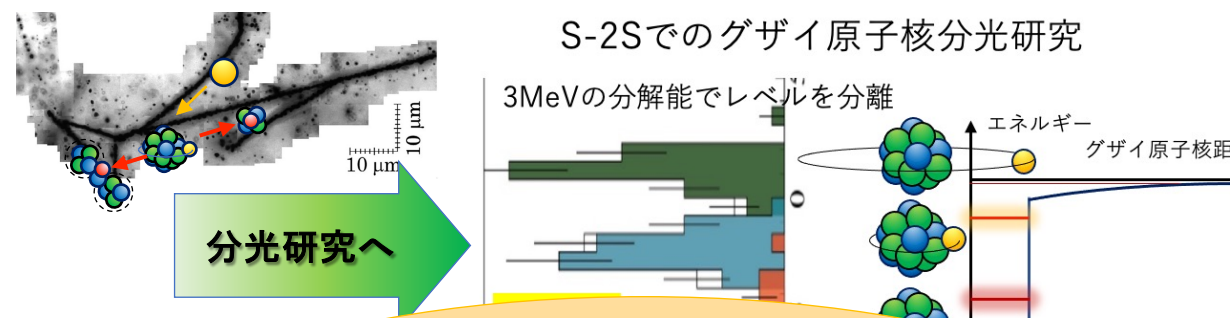 S-2Sでのグザイ原子核分光研究
3MeVの分解能でレベルを分離
10 μm
10 μm
分光研究へ
0
エネルギー
グザイ原子核距